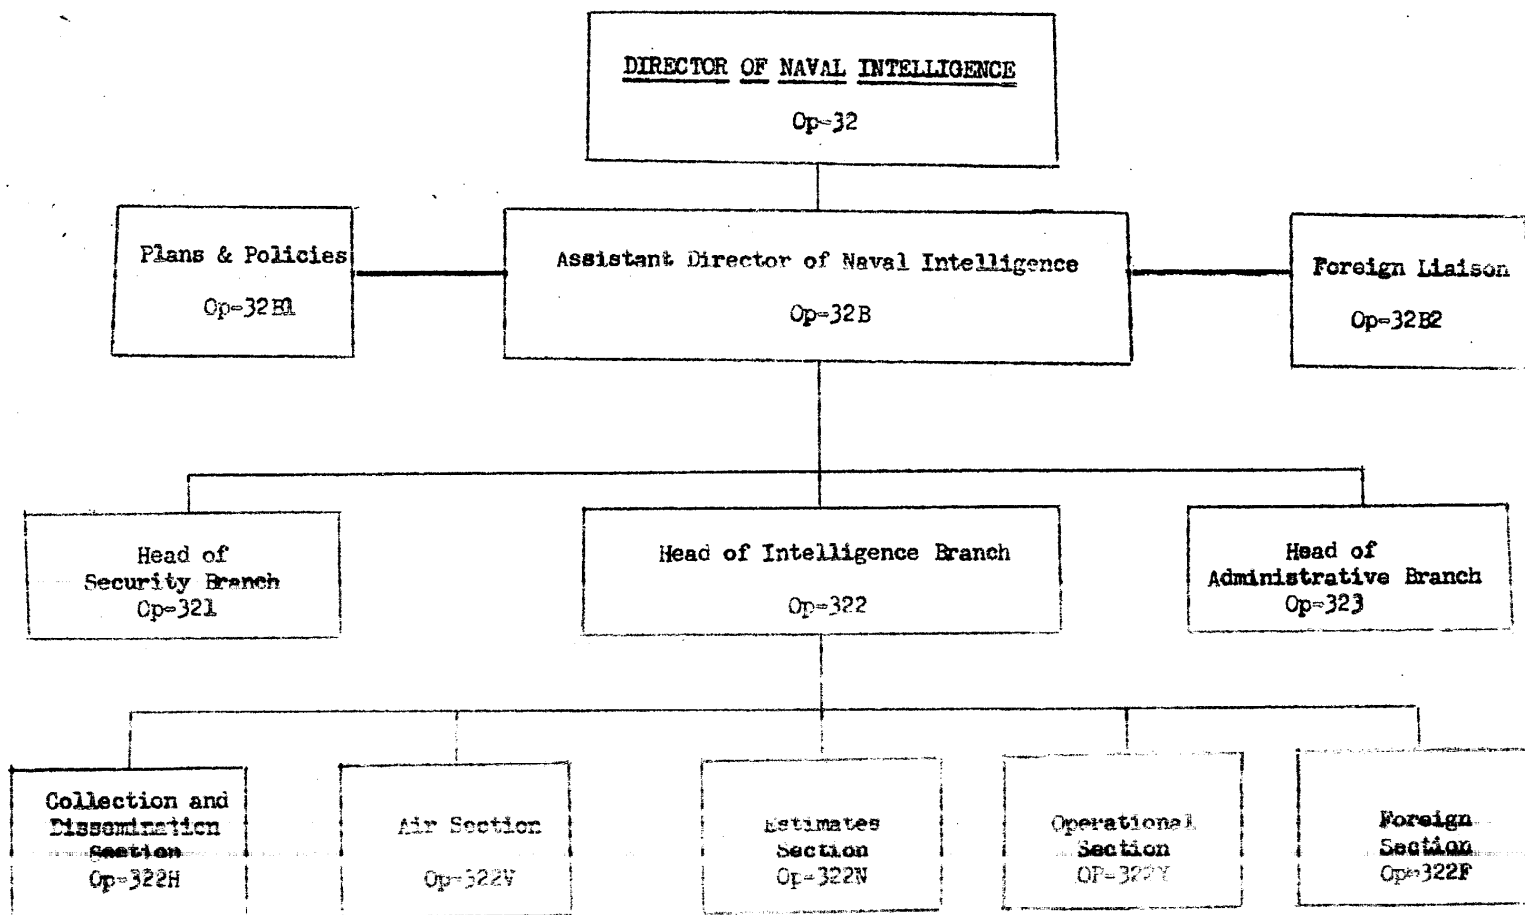 DIRECTOR OF NAVAL INTELLIGENCE
Op-32
Plans & Policies
Op-32B1
Assistant Director of Naval Intelligence
Op-32B
Foreign Liaison
Op-32B2
Head of
Security Branch
Op-321
Head of Intelligence Branch
Op-322
Head of
Administrative Branch
Op-323
Collection and
Dissemination
Section
Op-322H
Air Section
Op-322V
Estimates
Section
Op-322N
Operational
Section
OP-322Y
Foreign
Section
Op-322F